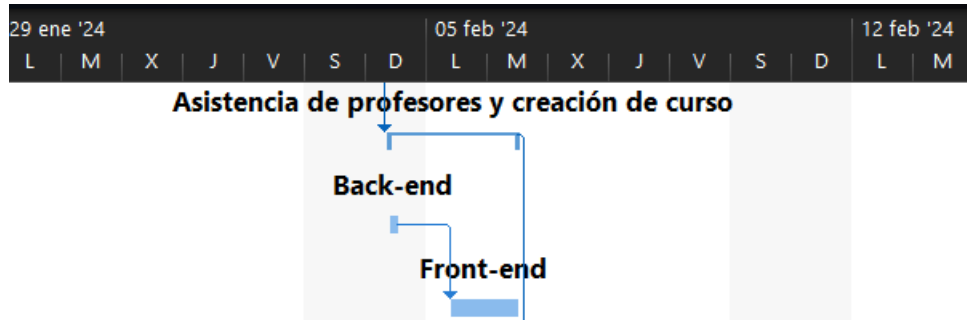 29 ene '24 05 feb '24 12 feb '24
L M X J V S D L M X J V S D L M
Asistencia de profesores y creación de curso
Back-end
Front-end